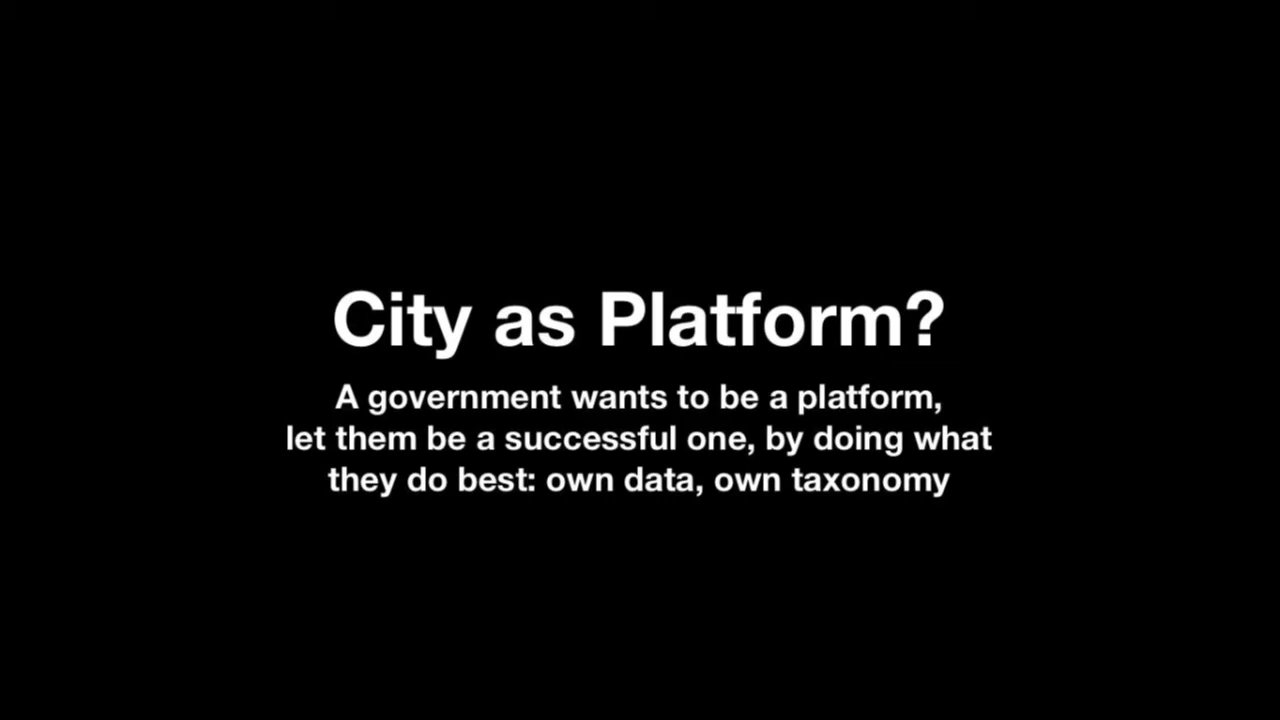 City as Platform?
A government wants to be a platform,
let them be a successful one, by doing what
they do best: own data, own taxonomy